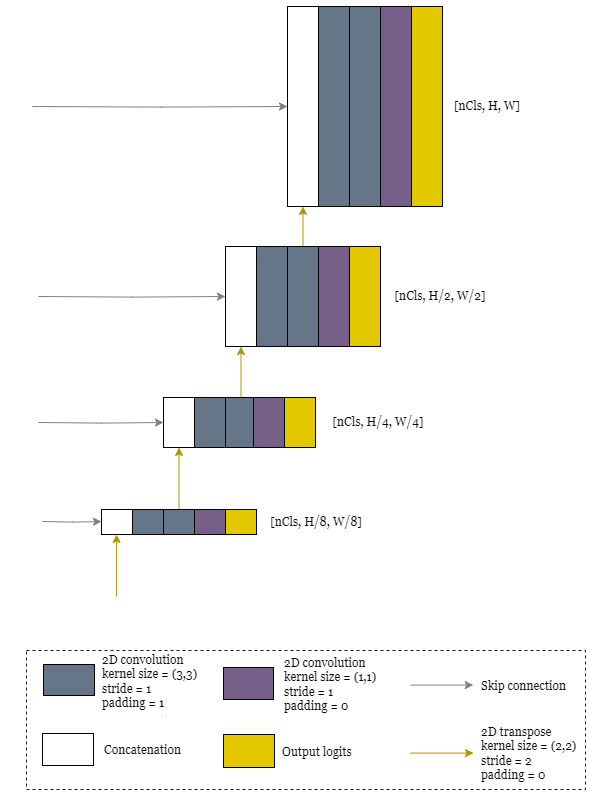 [nCls, H, W]
[nCls, H/2, W/2]
[nCls, H/4, W/4]
[nCls, H/8, W/8]
2D convolution
kernel size = (3,3)
stride = 1
padding = 1
2D convolution
kernel size = (1,1)
stride = 1
padding = 0
Skip connection
Concatenation
Output logits
2D transpose
kernel size = (2,2)
stride = 2
padding = 0